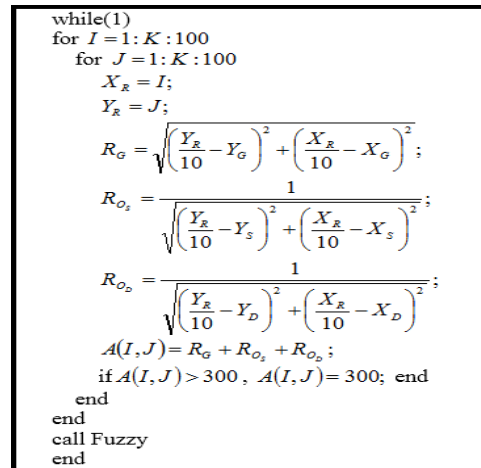 while(1)
for I = 1: K :100
for J = 1: K :100
X_R = I;
Y_R = J;
R_G = √((Y_R/10 − Y_G)² + (X_R/10 − X_G)²);
R_{O_S} = 1/√((Y_R/10 − Y_S)² + (X_R/10 − X_S)²);
R_{O_D} = 1/√((Y_R/10 − Y_D)² + (X_R/10 − X_D)²);
A(I,J) = R_G + R_{O_S} + R_{O_D};
if A(I,J) > 300, A(I,J) = 300; end
end
end
call Fuzzy
end